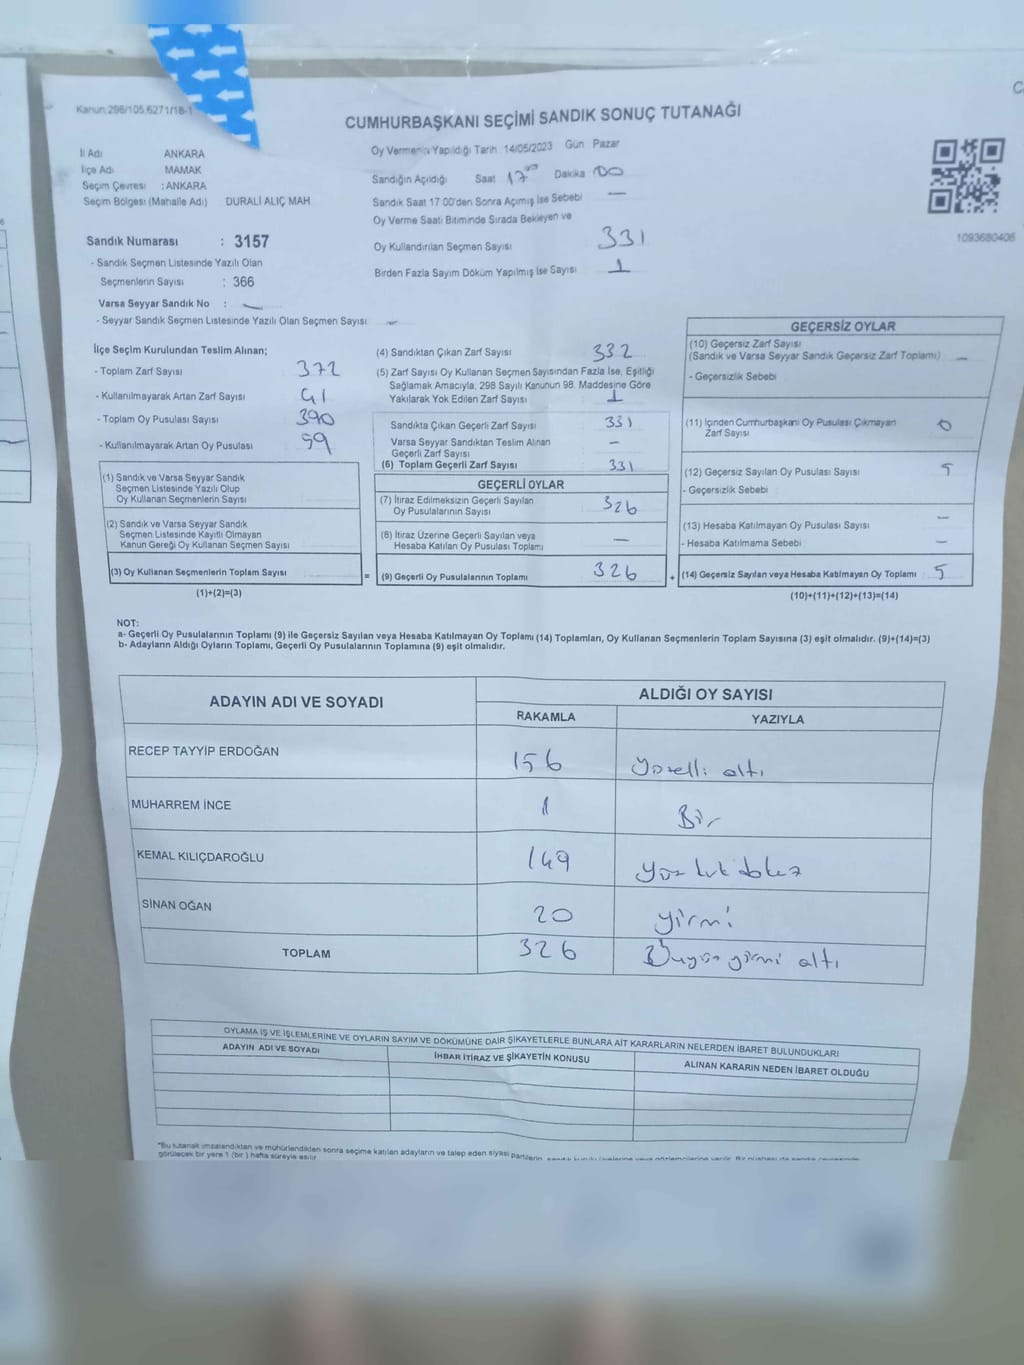 Kanun:298/105,6271/18-1
CUMHURBAŞKANI SEÇİMİ SANDIK SONUÇ TUTANAĞI
İl Adı ANKARA
İlçe Adı MAMAK
Seçim Çevresi : ANKARA
Seçim Bölgesi (Mahalle Adı) DURALİ ALIÇ MAH
Oy Vermenin Yapıldığı Tarih : 14/05/2023 Gün Pazar
Sandığın Açıldığı Saat 17 Dakika 00
Sandık Saat 17:00'den Sonra Açımış İse Sebebi —
Oy Verme Saati Bitiminde Sırada Bekleyen ve
Oy Kullandırılan Seçmen Sayısı 331
Birden Fazla Sayım Döküm Yapılmış İse Sayısı 1
1093680406
Sandık Numarası : 3157
- Sandık Seçmen Listesinde Yazılı Olan
Seçmenlerin Sayısı : 366
Varsa Seyyar Sandık No : —
- Seyyar Sandık Seçmen Listesinde Yazılı Olan Seçmen Sayısı —
İlçe Seçim Kurulundan Teslim Alınan;
- Toplam Zarf Sayısı 372
- Kullanılmayarak Artan Zarf Sayısı 41
- Toplam Oy Pusulası Sayısı 390
- Kullanılmayarak Artan Oy Pusulası 59
(1) Sandık ve Varsa Seyyar Sandık
Seçmen Listesinde Yazılı Olup
Oy Kullanan Seçmenlerin Sayısı
(2) Sandık ve Varsa Seyyar Sandık
Seçmen Listesinde Kayıtlı Olmayan
Kanun Gereği Oy Kullanan Seçmen Sayısı
(3) Oy Kullanan Seçmenlerin Toplam Sayısı
(1)+(2)=(3)
(4) Sandıktan Çıkan Zarf Sayısı 332
(5) Zarf Sayısı Oy Kullanan Seçmen Sayısından Fazla İse, Eşitliği
Sağlamak Amacıyla, 298 Sayılı Kanunun 98. Maddesine Göre
Yakılarak Yok Edilen Zarf Sayısı 1
Sandıkta Çıkan Geçerli Zarf Sayısı 331
Varsa Seyyar Sandıktan Teslim Alınan
Geçerli Zarf Sayısı —
(6) Toplam Geçerli Zarf Sayısı 331
GEÇERLİ OYLAR
(7) İtiraz Edilmeksizin Geçerli Sayılan
Oy Pusulalarının Sayısı 326
(8) İtiraz Üzerine Geçerli Sayılan veya
Hesaba Katılan Oy Pusulası Toplamı —
= (9) Geçerli Oy Pusulalarının Toplamı 326
GEÇERSİZ OYLAR
(10) Geçersiz Zarf Sayısı
(Sandık ve Varsa Seyyar Sandık Geçersiz Zarf Toplamı) —
- Geçersizlik Sebebi
(11) İçinden Cumhurbaşkanı Oy Pusulası Çıkmayan
Zarf Sayısı 0
(12) Geçersiz Sayılan Oy Pusulası Sayısı 5
- Geçersizlik Sebebi
(13) Hesaba Katılmayan Oy Pusulası Sayısı —
- Hesaba Katılmama Sebebi —
+ (14) Geçersiz Sayılan veya Hesaba Katılmayan Oy Toplamı 5
(10)+(11)+(12)+(13)=(14)
NOT:
a- Geçerli Oy Pusulalarının Toplamı (9) ile Geçersiz Sayılan veya Hesaba Katılmayan Oy Toplamı (14) Toplamları, Oy Kullanan Seçmenlerin Toplam Sayısına (3) eşit olmalıdır. (9)+(14)=(3)
b- Adayların Aldığı Oyların Toplamı, Geçerli Oy Pusulalarının Toplamına (9) eşit olmalıdır.
ADAYIN ADI VE SOYADI
ALDIĞI OY SAYISI
RAKAMLA YAZIYLA
RECEP TAYYİP ERDOĞAN 156 altı
MUHARREM İNCE 1 Bir
KEMAL KILIÇDAROĞLU 149
SİNAN OĞAN 20 yirmi
TOPLAM 326 yirmi altı
OYLAMA İŞ VE İŞLEMLERİNE VE OYLARIN SAYIM VE DÖKÜMÜNE DAİR ŞİKAYETLERLE BUNLARA AİT KARARLARIN NELERDEN İBARET BULUNDUKLARI
ADAYIN ADI VE SOYADI İHBAR İTİRAZ VE ŞİKAYETİN KONUSU ALINAN KARARIN NEDEN İBARET OLDUĞU
*Bu tutanak imzalandıktan ve mühürlendikten sonra seçime katılan adayların ve talep eden siyasi partilerin
görülecek bir yere 1 (bir) hafta süreyle asılır